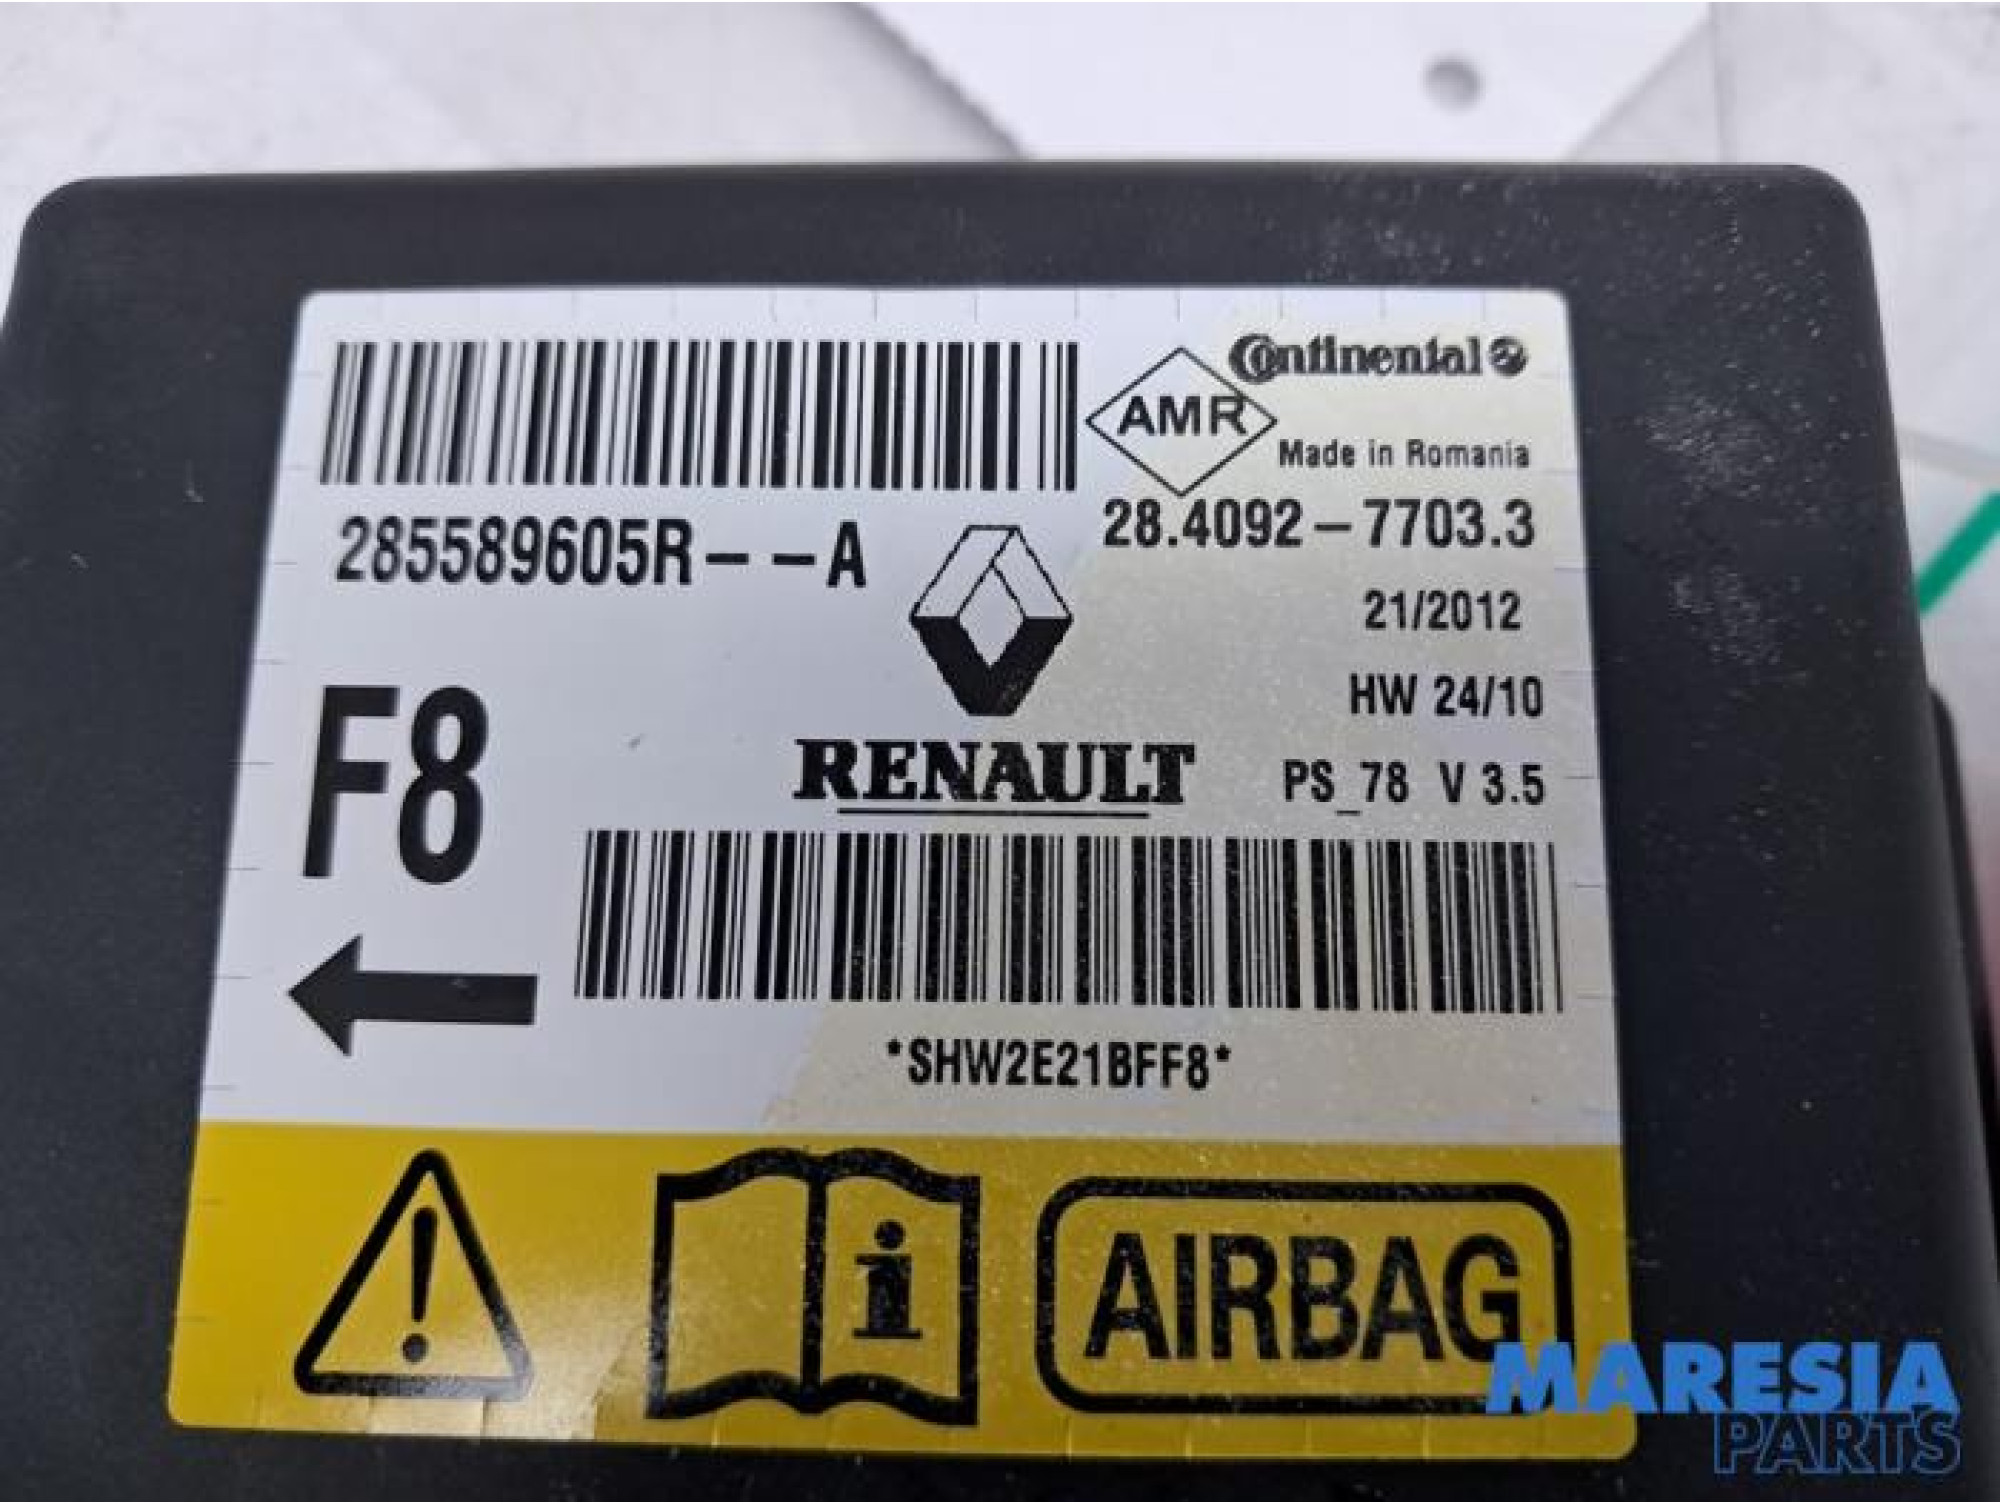 Continental
AMR
Made in Romania
285589605R--A
28.4092-7703.3
21/2012
HW 24/10
F8
RENAULT
PS_78 V 3.5
*SHW2E21BFF8*
i
AIRBAG
MARESIA
PARTS